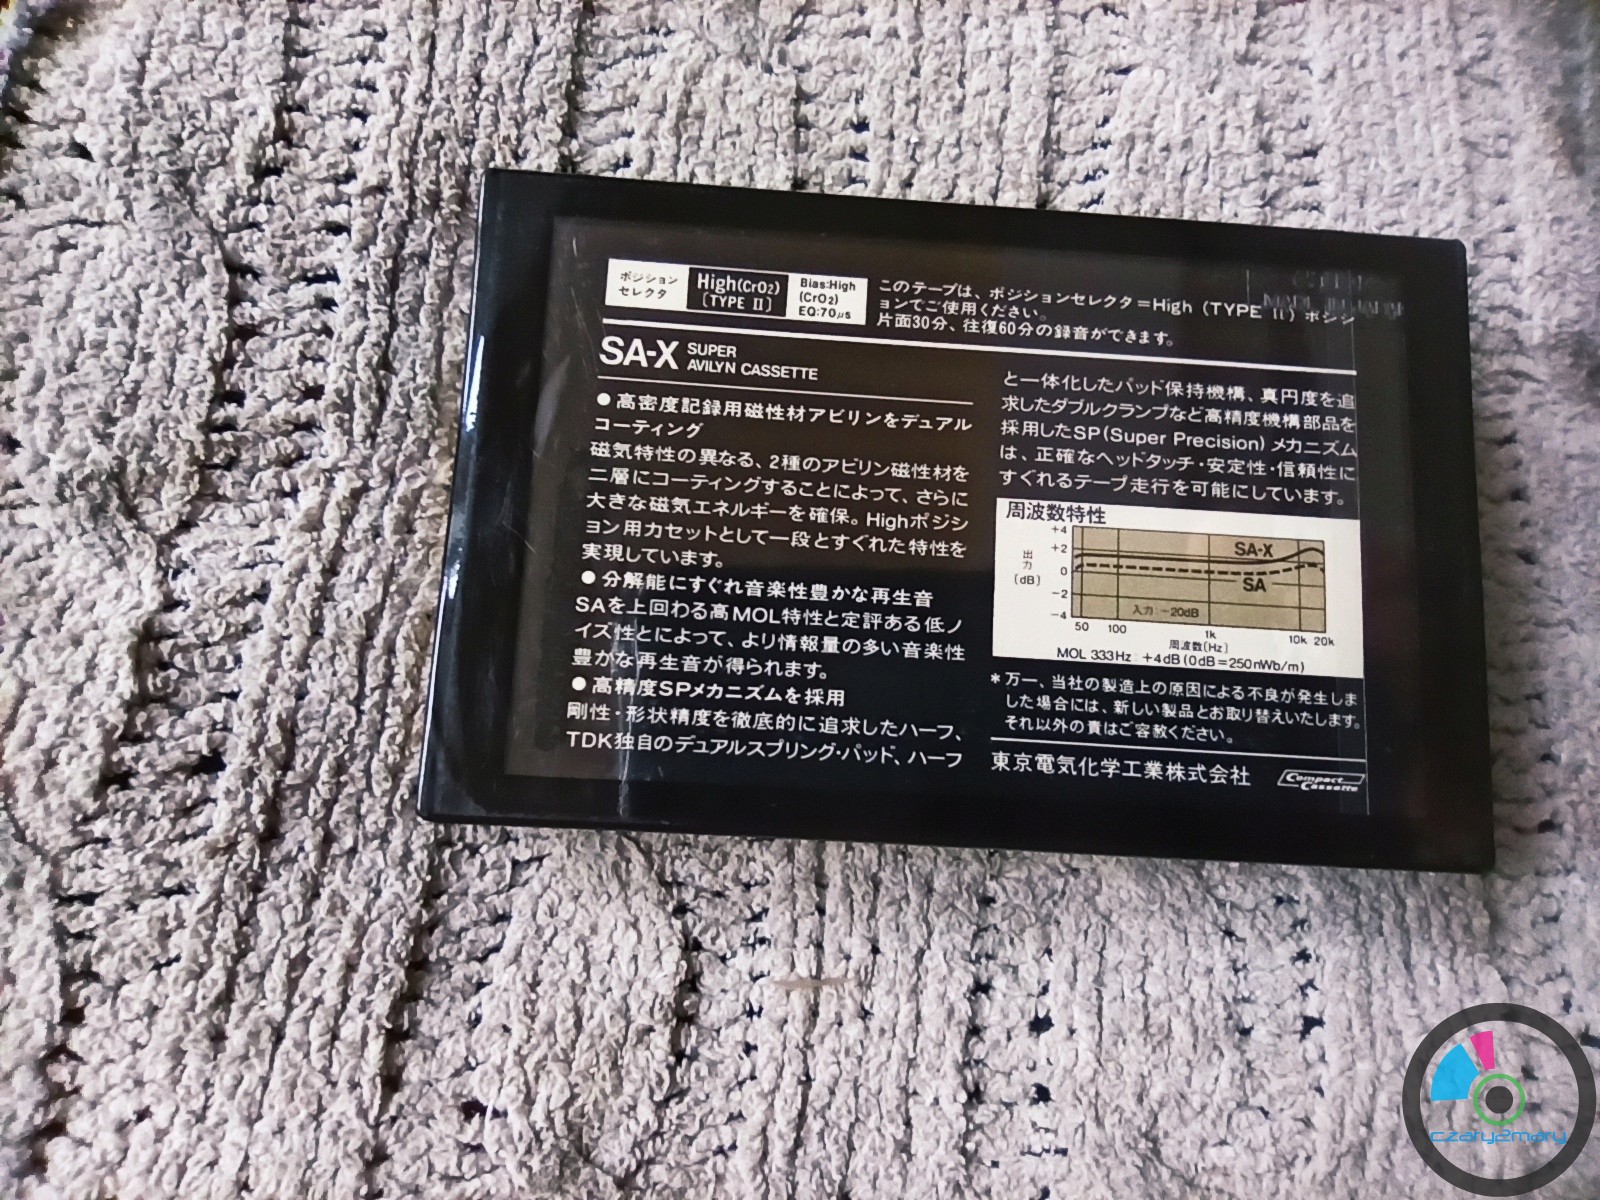 ポジション
セレクタ
High(CrO2)
〔TYPE II〕
Bias:High
(CrO2)
EQ:70μs
このテープは、ポジションセレクタ=High (TYPE II) ポジシ
ョンでご使用ください。
片面30分、往復60分の録音ができます。
MADE IN JAPAN
SA-X SUPER
AVILYN CASSETTE
●高密度記録用磁性材アビリンをデュアル
コーティング
磁気特性の異なる、2種のアビリン磁性材を
二層にコーティングすることによって、さらに
大きな磁気エネルギーを確保。Highポジシ
ョン用カセットとして一段とすぐれた特性を
実現しています。
●分解能にすぐれ音楽性豊かな再生音
SAを上回わる高MOL特性と定評ある低ノ
イズ性とによって、より情報量の多い音楽性
豊かな再生音が得られます。
●高精度SPメカニズムを採用
剛性・形状精度を徹底的に追求したハーフ、
TDK独自のデュアルスプリング・パッド、ハーフ
と一体化したパッド保持機構、真円度を追
求したダブルクランプなど高精度機構部品を
採用したSP(Super Precision)メカニズム
は、正確なヘッドタッチ・安定性・信頼性に
すぐれるテープ走行を可能にしています。
周波数特性
+4
+2
0
-2
-4
出力
〔dB〕
SA-X
SA
入力:-20dB
50 100 1k 10k 20k
周波数〔Hz〕
MOL 333Hz : +4dB (0dB=250nWb/m)
*万一、当社の製造上の原因による不良が発生しま
した場合には、新しい製品とお取り替えいたします。
それ以外の責はご容赦ください。
東京電気化学工業株式会社
Compact
Cassette
czary2mary